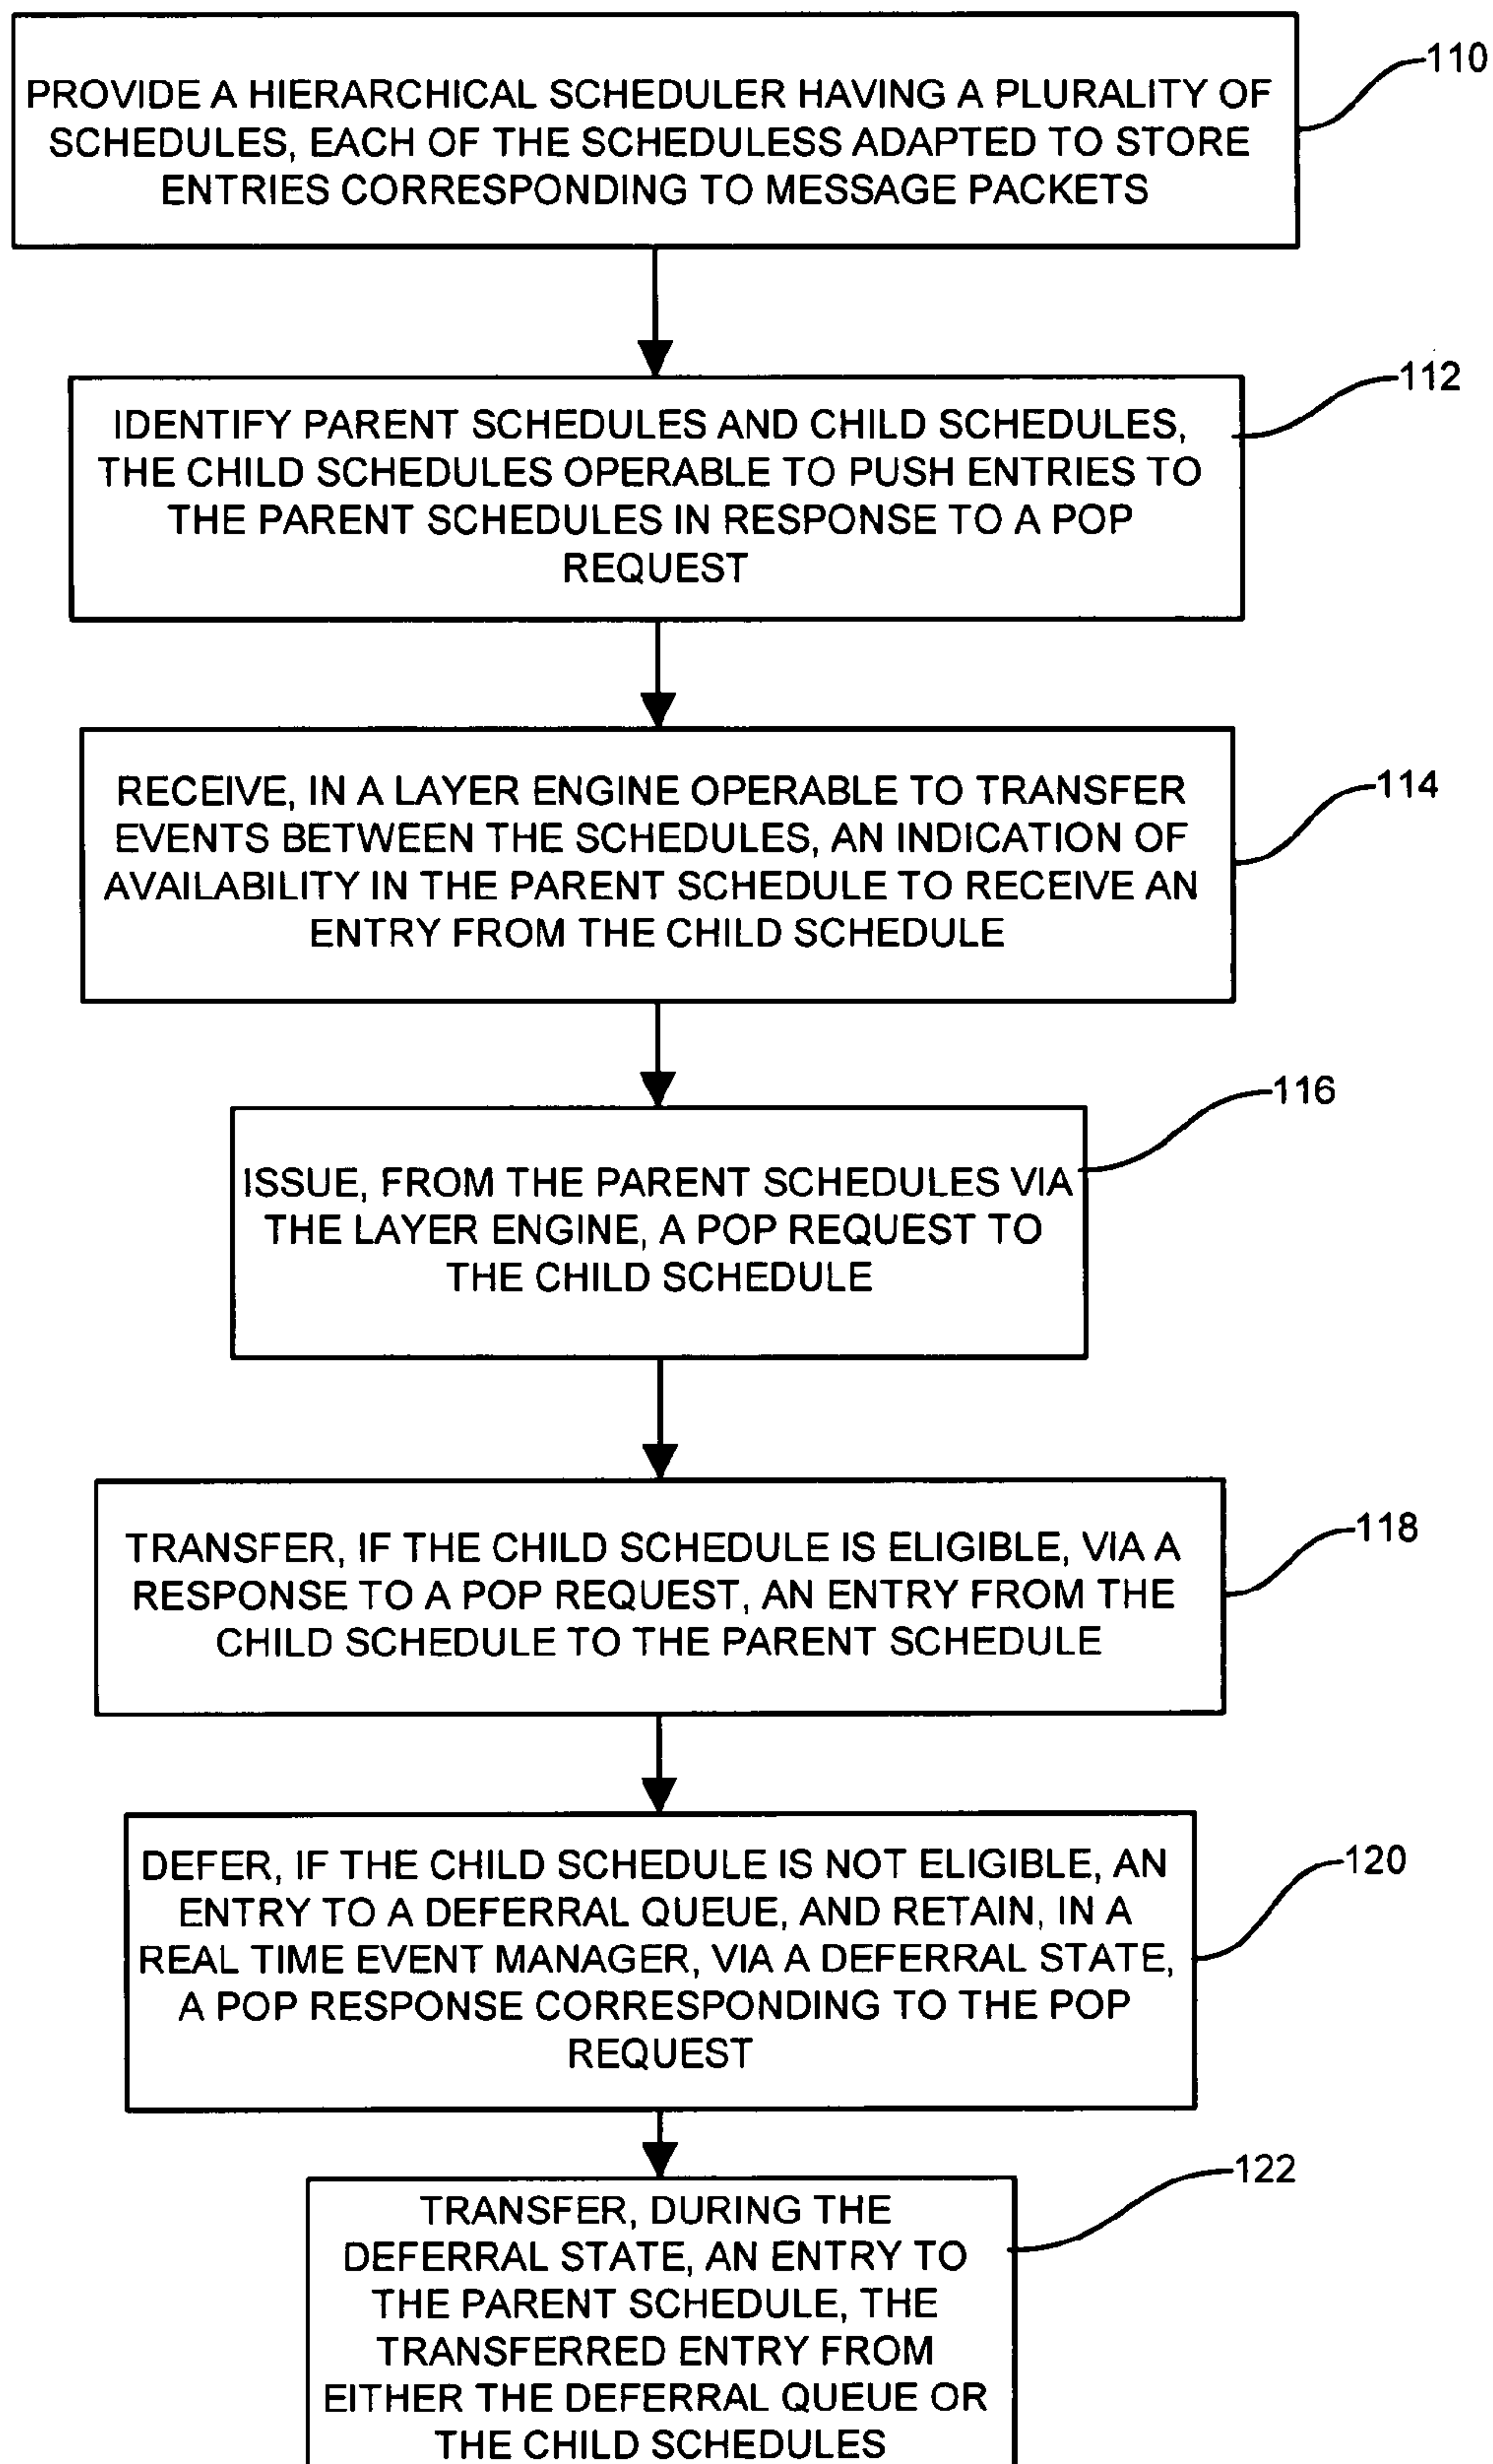 PROVIDE A HIERARCHICAL SCHEDULER HAVING A PLURALITY OF
SCHEDULES, EACH OF THE SCHEDULESS ADAPTED TO STORE
ENTRIES CORRESPONDING TO MESSAGE PACKETS
110
IDENTIFY PARENT SCHEDULES AND CHILD SCHEDULES,
THE CHILD SCHEDULES OPERABLE TO PUSH ENTRIES TO
THE PARENT SCHEDULES IN RESPONSE TO A POP
REQUEST
112
RECEIVE, IN A LAYER ENGINE OPERABLE TO TRANSFER
EVENTS BETWEEN THE SCHEDULES, AN INDICATION OF
AVAILABILITY IN THE PARENT SCHEDULE TO RECEIVE AN
ENTRY FROM THE CHILD SCHEDULE
114
ISSUE, FROM THE PARENT SCHEDULES VIA
THE LAYER ENGINE, A POP REQUEST TO
THE CHILD SCHEDULE
116
TRANSFER, IF THE CHILD SCHEDULE IS ELIGIBLE, VIA A
RESPONSE TO A POP REQUEST, AN ENTRY FROM THE
CHILD SCHEDULE TO THE PARENT SCHEDULE
118
DEFER, IF THE CHILD SCHEDULE IS NOT ELIGIBLE, AN
ENTRY TO A DEFERRAL QUEUE, AND RETAIN, IN A
REAL TIME EVENT MANAGER, VIA A DEFERRAL STATE,
A POP RESPONSE CORRESPONDING TO THE POP
REQUEST
120
TRANSFER, DURING THE
DEFERRAL STATE, AN ENTRY TO
THE PARENT SCHEDULE, THE
TRANSFERRED ENTRY FROM
EITHER THE DEFERRAL QUEUE OR
THE CHILD SCHEDULES
122